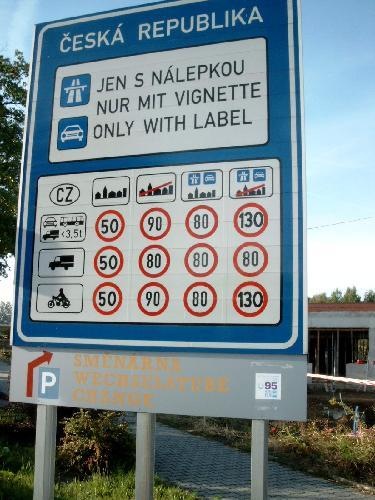 ČESKÁ REPUBLIKA
JEN S NÁLEPKOU
NUR MIT VIGNETTE
ONLY WITH LABEL
CZ
<3,5t 50 90 80 130
50 80 80 80
50 90 80 130
P SMĚNÁRNA
WECHSELSTUBE
CHANGE
95